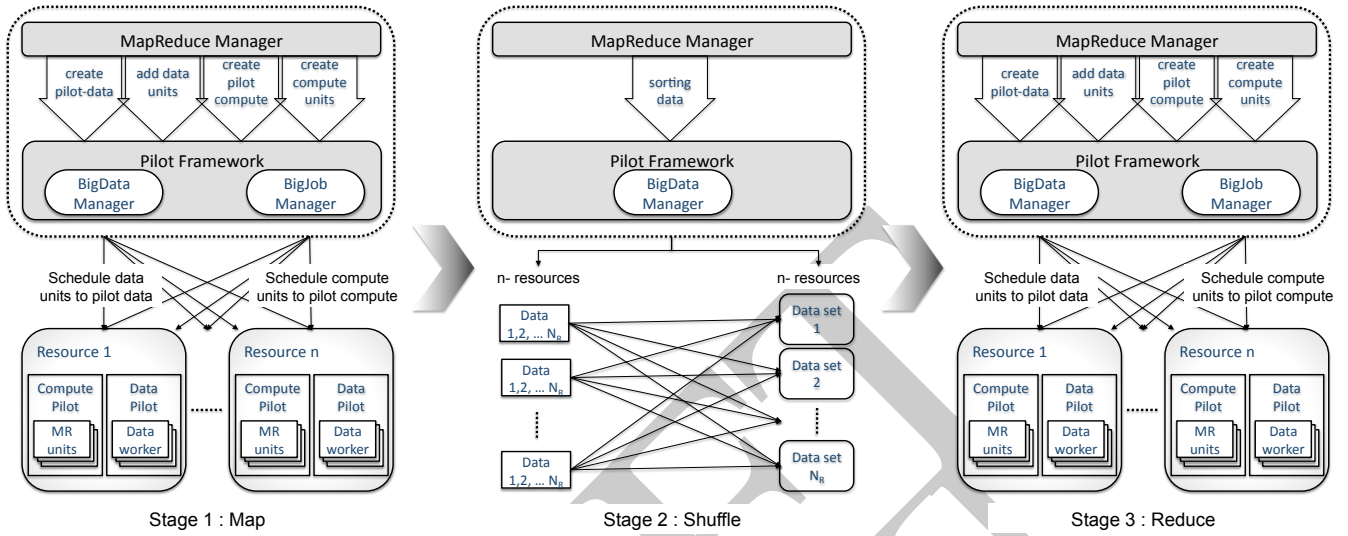 MapReduce Manager
create
pilot-data
add data
units
create
pilot
compute
create
compute
units
Pilot Framework
BigData
Manager
BigJob
Manager
Schedule data
units to pilot data
Schedule compute
units to pilot compute
Resource 1
Compute
Pilot
MR
units
Data
Pilot
Data
worker
Resource n
Compute
Pilot
MR
units
Data
Pilot
Data
worker
Stage 1 : Map
MapReduce Manager
sorting
data
Pilot Framework
BigData
Manager
n- resources
n- resources
Data
1,2, ... NR
Data
1,2, ... NR
Data
1,2, ... NR
Data set
1
Data set
2
Data set
NR
Stage 2 : Shuffle
MapReduce Manager
create
pilot-data
add data
units
create
pilot
compute
create
compute
units
Pilot Framework
BigData
Manager
BigJob
Manager
Schedule data
units to pilot data
Schedule compute
units to pilot compute
Resource 1
Compute
Pilot
MR
units
Data
Pilot
Data
worker
Resource n
Compute
Pilot
MR
units
Data
Pilot
Data
worker
Stage 3 : Reduce